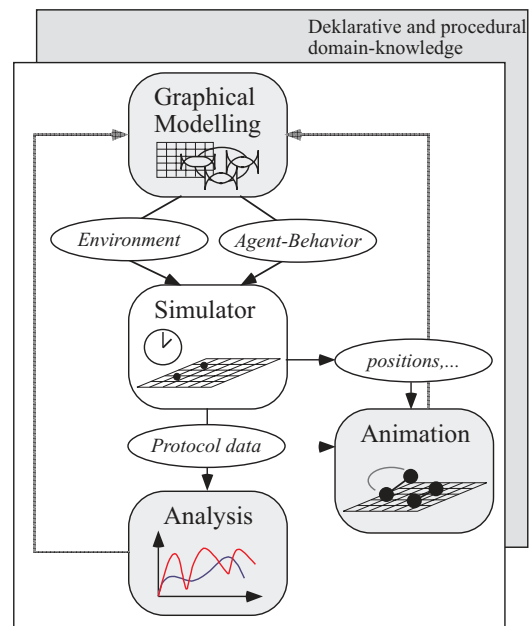 Deklarative and procedural
domain-knowledge
Graphical
Modelling
Environment
Agent-Behavior
Simulator
positions,...
Protocol data
Animation
Analysis